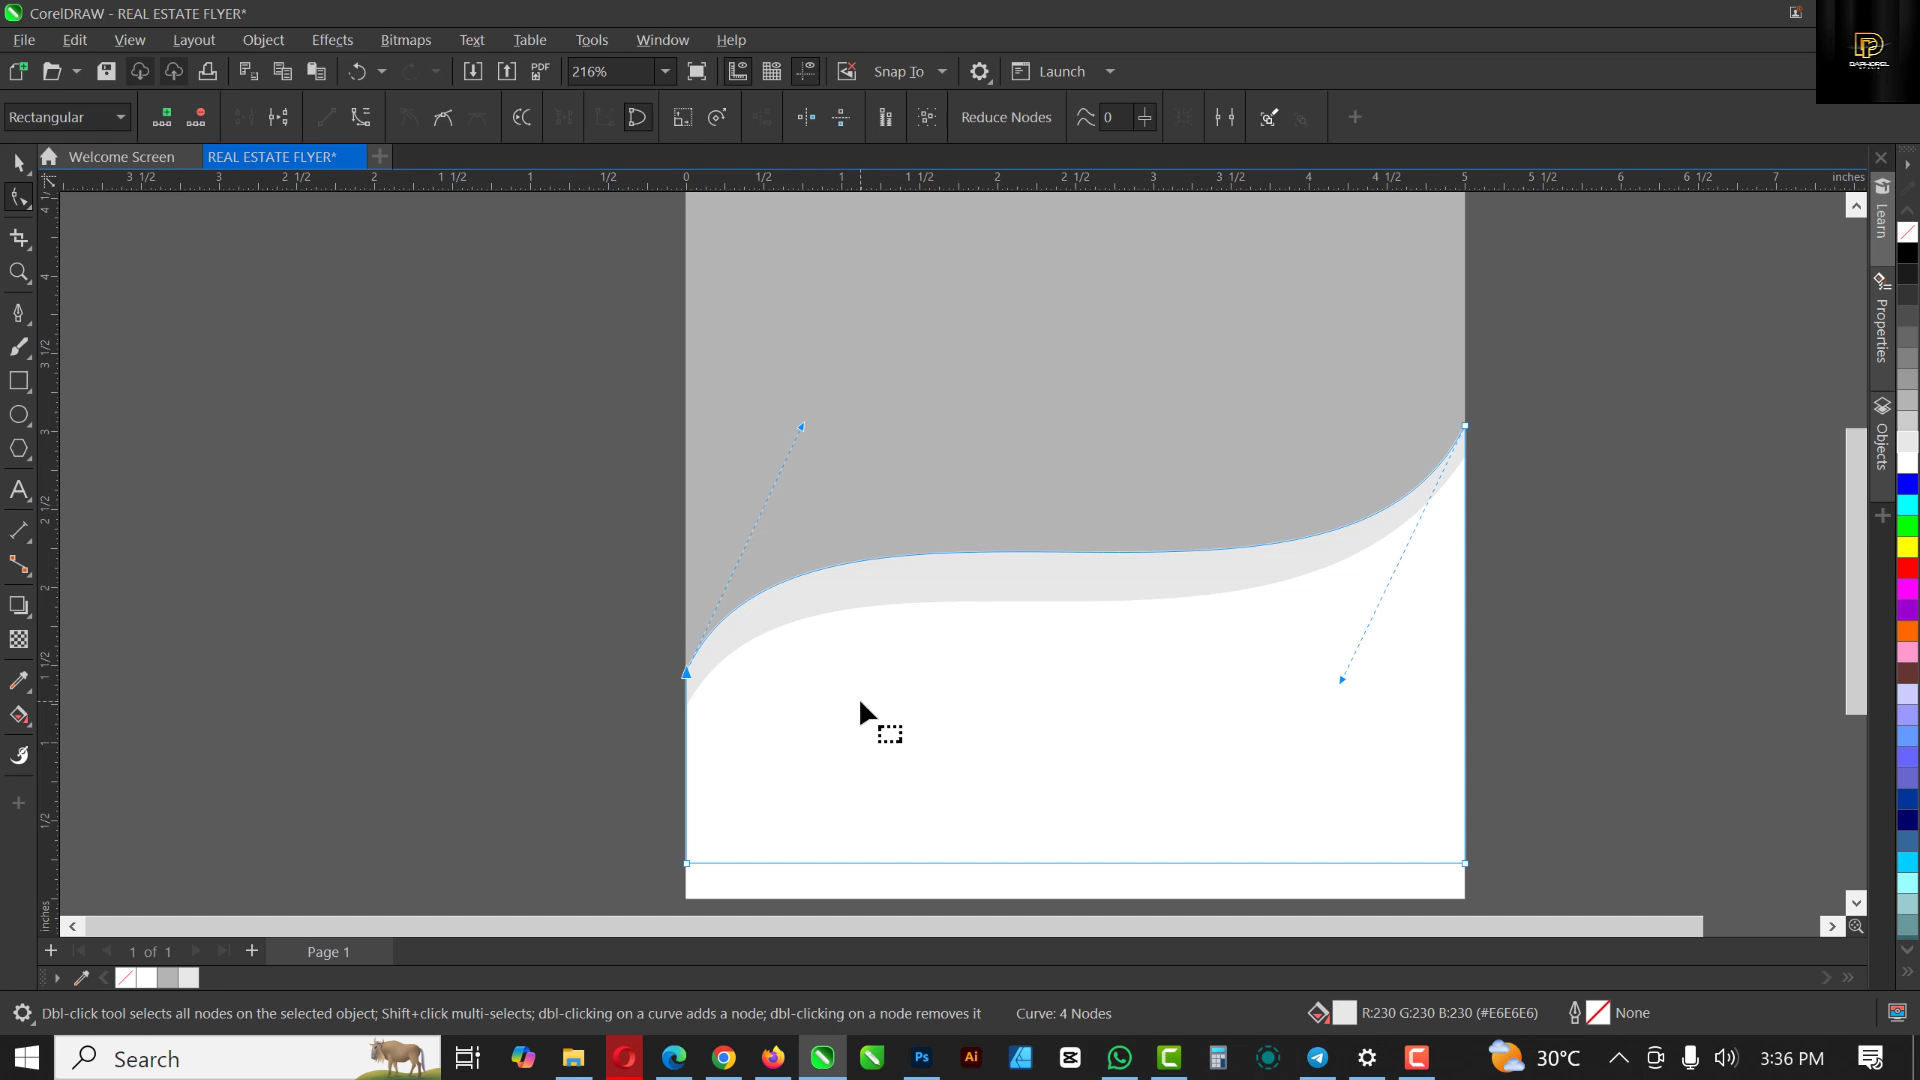 CorelDRAW - REAL ESTATE FLYER*
File Edit View Layout Object Effects Bitmaps Text Table Tools Window Help
PDF 216% Snap To Launch
Rectangular Reduce Nodes 0
Welcome Screen REAL ESTATE FLYER*
3 1/2 3 2 1/2 2 1 1/2 1 1/2 0 1/2 1 1 1/2 2 2 1/2 3 3 1/2 4 4 1/2 5 5 1/2 6 6 1/2 7 inches
Learn
Properties
Objects
inches
1 of 1 Page 1
Dbl-click tool selects all nodes on the selected object; Shift+click multi-selects; dbl-clicking on a curve adds a node; dbl-clicking on a node removes it Curve: 4 Nodes R:230 G:230 B:230 (#E6E6E6) None
Search Ps Ai 30°C 3:36 PM